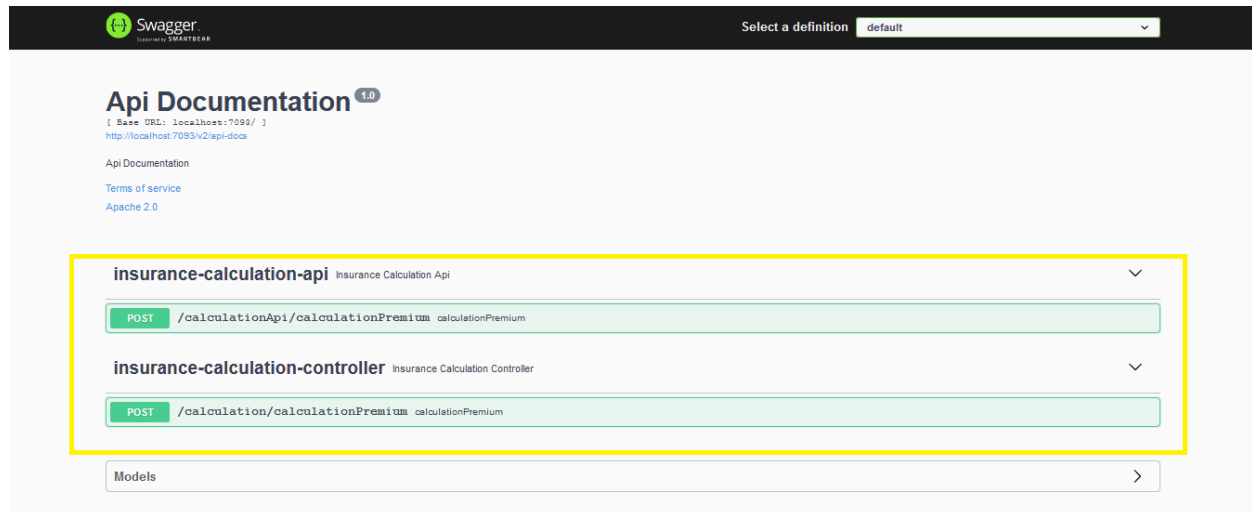 Swagger.
Supported by SMARTBEAR
Select a definition default
Api Documentation 1.0
[ Base URL: localhost:7093/ ]
http://localhost:7093/v2/api-docs
Api Documentation
Terms of service
Apache 2.0
insurance-calculation-api Insurance Calculation Api
POST /calculationApi/calculationPremium calculationPremium
insurance-calculation-controller Insurance Calculation Controller
POST /calculation/calculationPremium calculationPremium
Models